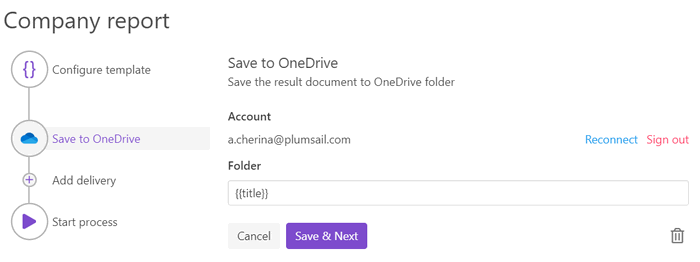 Company report
{}
Configure template
Save to OneDrive
Add delivery
Start process
Save to OneDrive
Save the result document to OneDrive folder
Account
a.cherina@plumsail.com
Reconnect
Sign out
Folder
{{title}}
Cancel
Save & Next